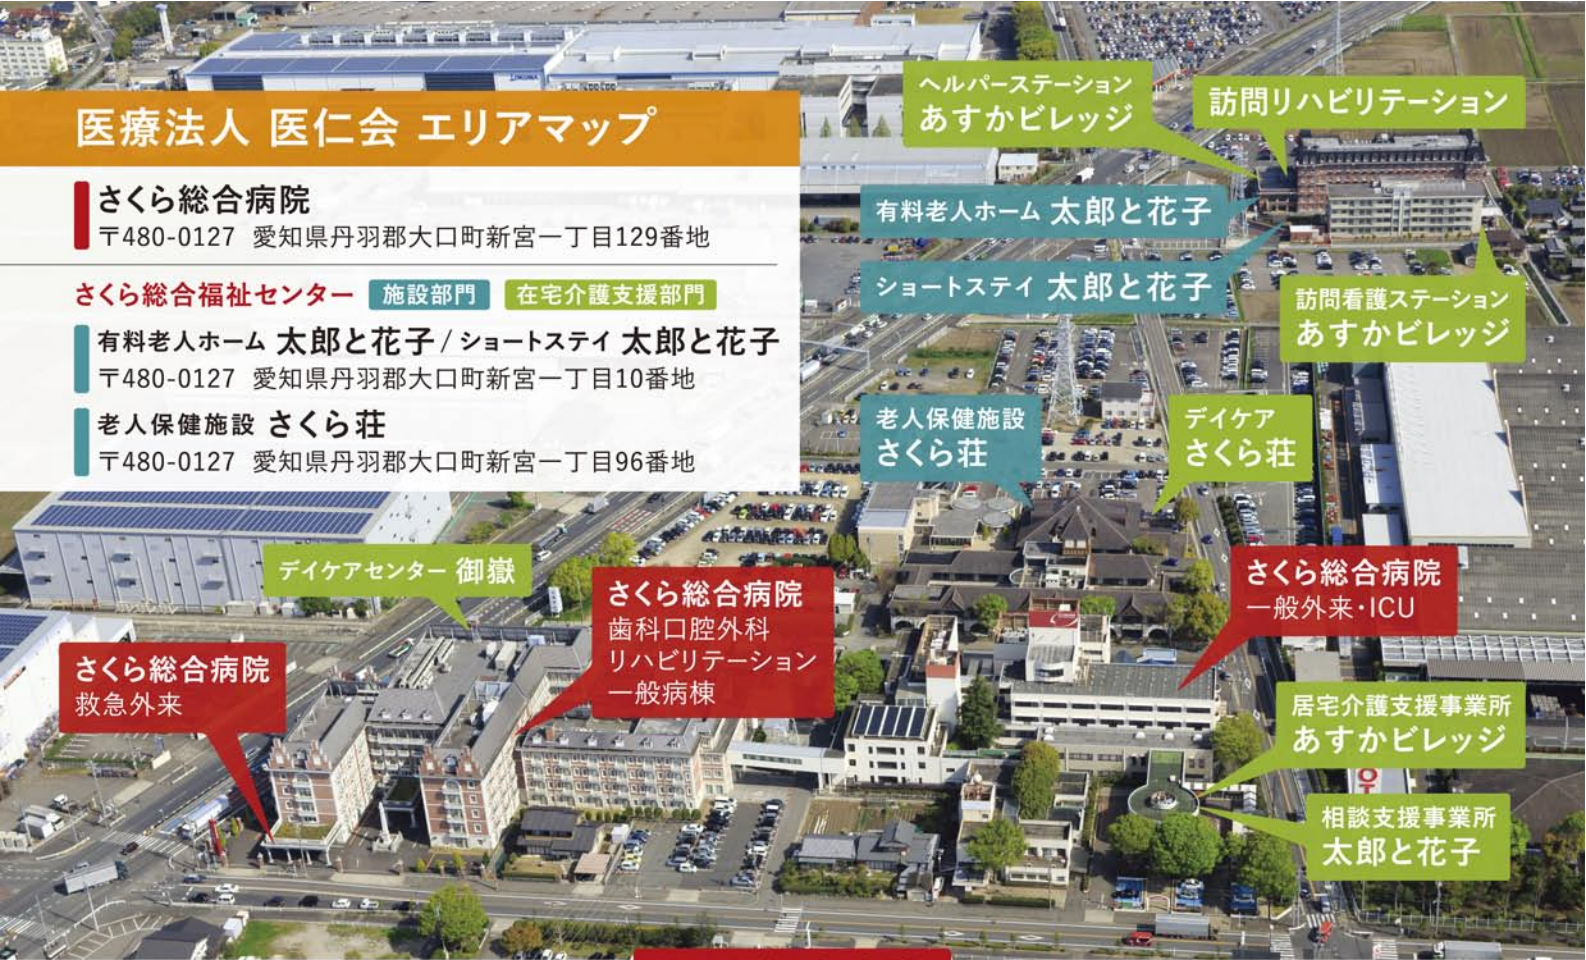 医療法人 医仁会 エリアマップ
さくら総合病院
〒480-0127 愛知県丹羽郡大口町新宮一丁目129番地
さくら総合福祉センター 施設部門 在宅介護支援部門
有料老人ホーム 太郎と花子 / ショートステイ 太郎と花子
〒480-0127 愛知県丹羽郡大口町新宮一丁目10番地
老人保健施設 さくら荘
〒480-0127 愛知県丹羽郡大口町新宮一丁目96番地
ヘルパーステーション
あすかビレッジ
訪問リハビリテーション
有料老人ホーム 太郎と花子
ショートステイ 太郎と花子
訪問看護ステーション
あすかビレッジ
老人保健施設
さくら荘
デイケア
さくら荘
デイケアセンター 御嶽
さくら総合病院
歯科口腔外科
リハビリテーション
一般病棟
さくら総合病院
一般外来・ICU
さくら総合病院
救急外来
居宅介護支援事業所
あすかビレッジ
相談支援事業所
太郎と花子